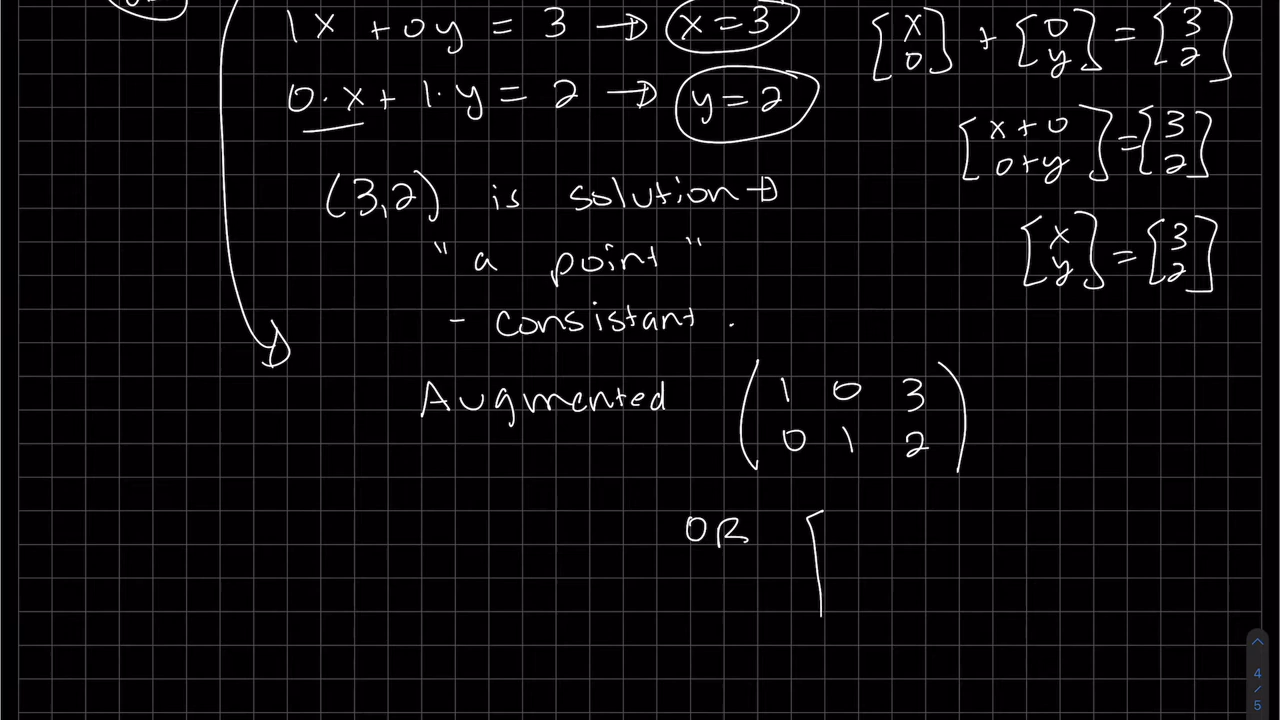 1x + 0y = 3 → x = 3
0·x + 1·y = 2 → y = 2
(3,2) is solution →
" a point "
- consistant .
Augmented ( 1 0 3
0 1 2 )
OR [
[ x
0 ] + [ 0
y ] = [ 3
2 ]
[ x + 0
0 + y ] = [ 3
2 ]
[ x
y ] = [ 3
2 ]
4
/
5